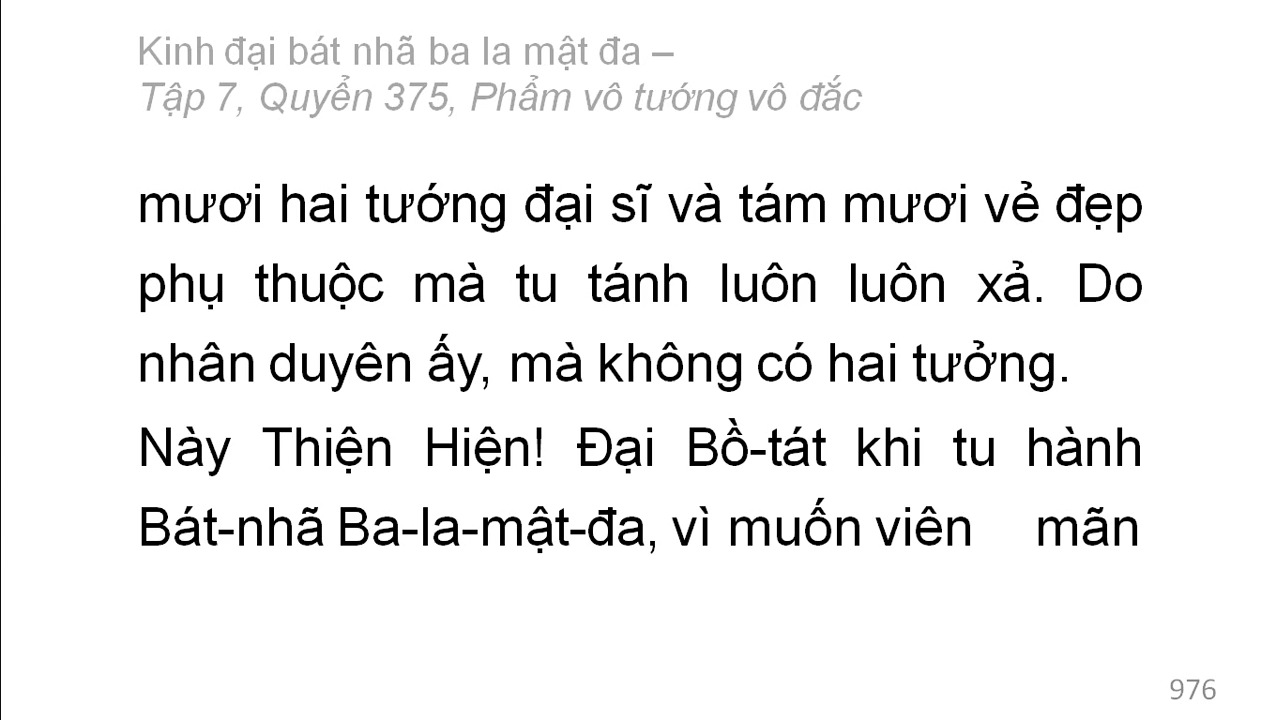 Kinh đại bát nhã ba la mật đa –
Tập 7, Quyển 375, Phẩm vô tướng vô đắc
mươi hai tướng đại sĩ và tám mươi vẻ đẹp
phụ thuộc mà tu tánh luôn luôn xả. Do
nhân duyên ấy, mà không có hai tưởng.
Này Thiện Hiện! Đại Bồ-tát khi tu hành
Bát-nhã Ba-la-mật-đa, vì muốn viên mãn
976